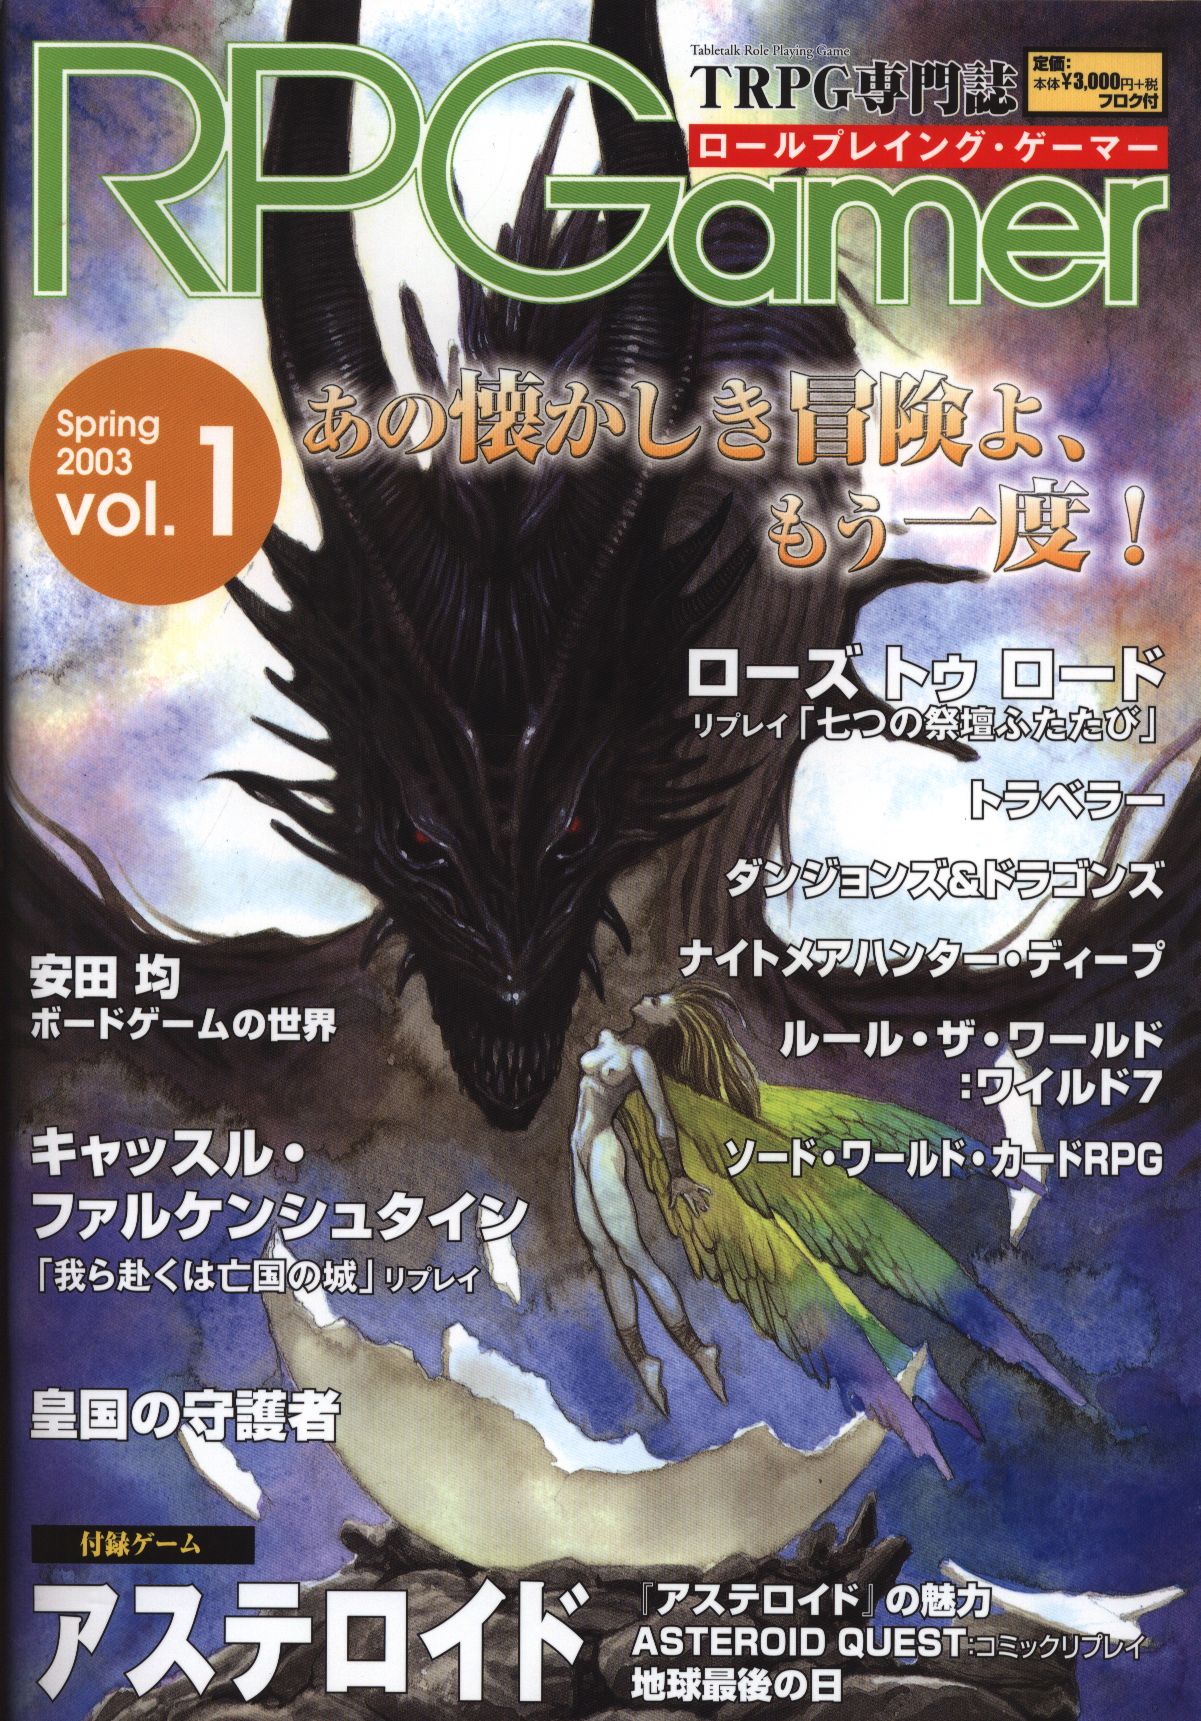 Tabletalk Role Playing Game
TRPG専門誌
定価:
本体¥3,000円+税
フロク付
ロールプレイング・ゲーマー
RPGamer
Spring
2003
vol. 1
あの懐かしき冒険よ、
もう一度！
ローズ トゥ ロード
リプレイ「七つの祭壇ふたたび」
トラベラー
ダンジョンズ&ドラゴンズ
ナイトメアハンター・ディープ
ルール・ザ・ワールド
:ワイルド7
ソード・ワールド・カードRPG
安田 均
ボードゲームの世界
キャッスル・
ファルケンシュタイン
「我ら赴くは亡国の城」リプレイ
皇国の守護者
付録ゲーム
アステロイド
『アステロイド』の魅力
ASTEROID QUEST:コミックリプレイ
地球最後の日